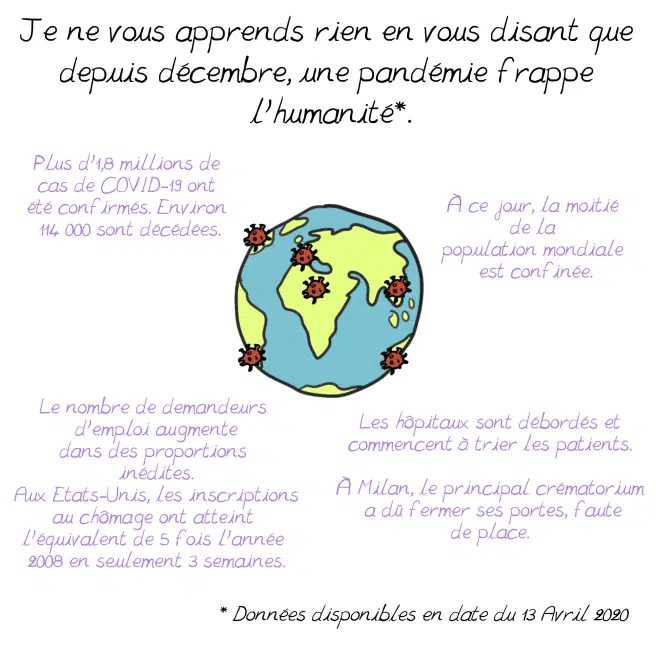 Je ne vous apprends rien en vous disant que
depuis décembre, une pandémie frappe
l'humanité*.
Plus d'1,8 millions de
cas de COVID-19 ont
été confirmés. Environ
114 000 sont décédées.
À ce jour, la moitié
de la
population mondiale
est confinée.
Le nombre de demandeurs
d'emploi augmente
dans des proportions
inédites.
Aux Etats-Unis, les inscriptions
au chômage ont atteint
l'équivalent de 5 fois l'année
2008 en seulement 3 semaines.
Les hôpitaux sont débordés et
commencent à trier les patients.
À Milan, le principal crématorium
a dû fermer ses portes, faute
de place.
* Données disponibles en date du 13 Avril 2020